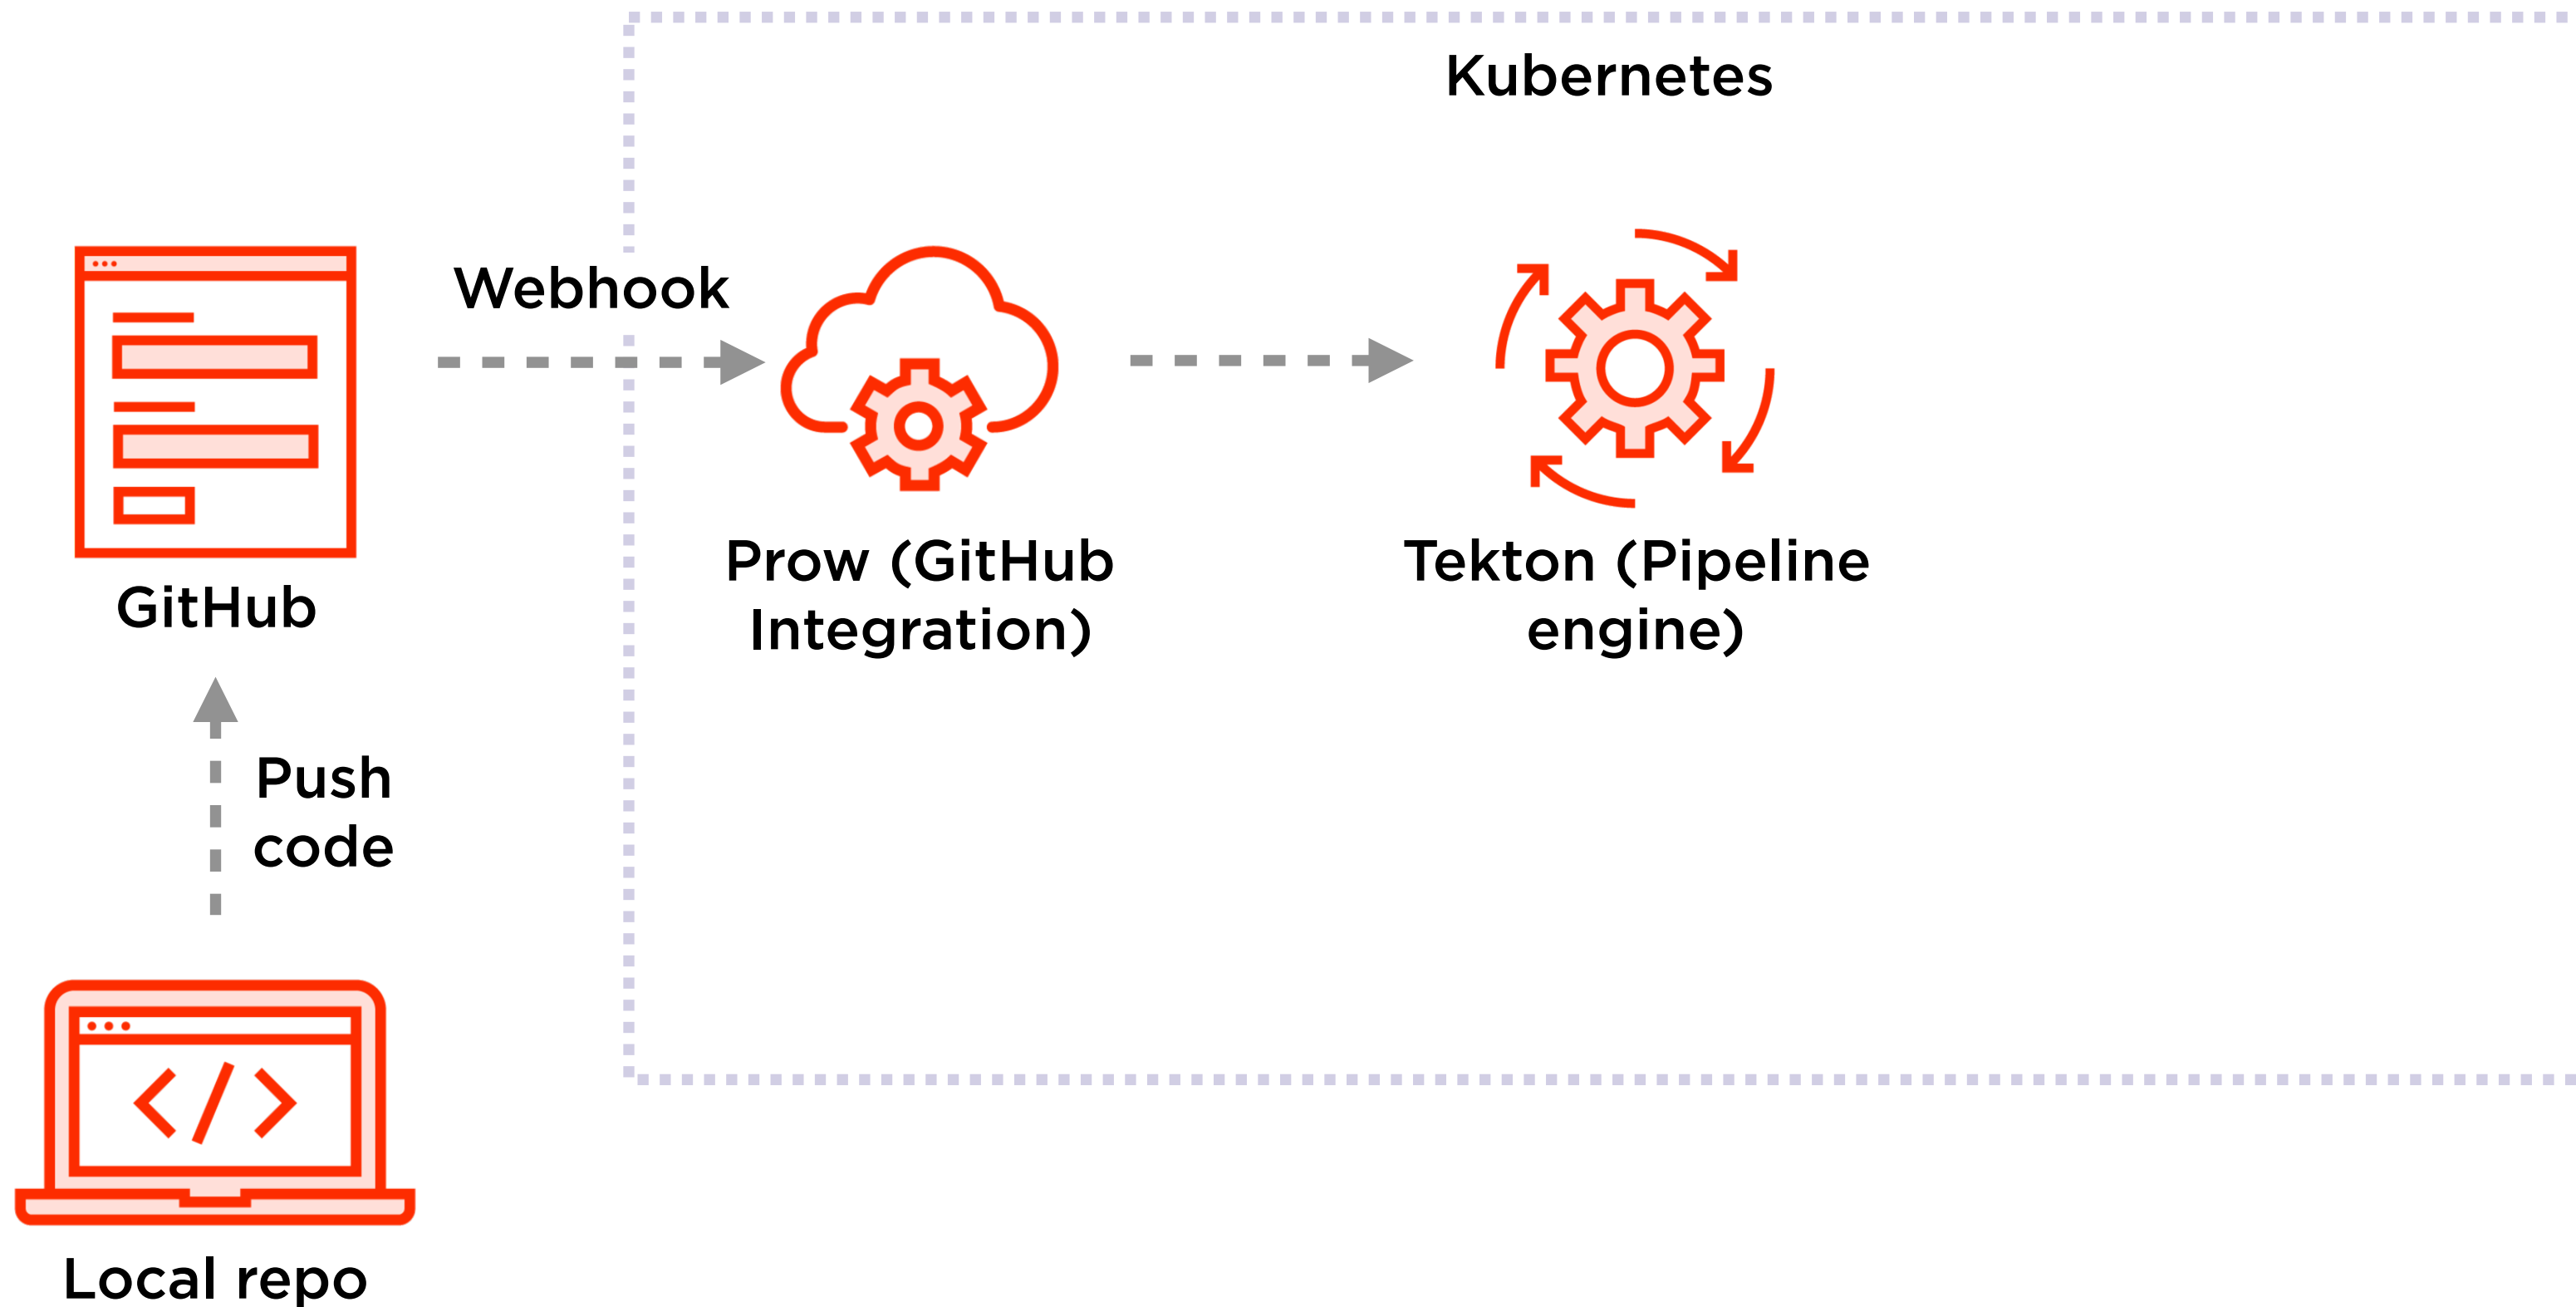 Kubernetes
Webhook
Prow (GitHub
Integration)
Tekton (Pipeline
engine)
GitHub
Push
code
Local repo